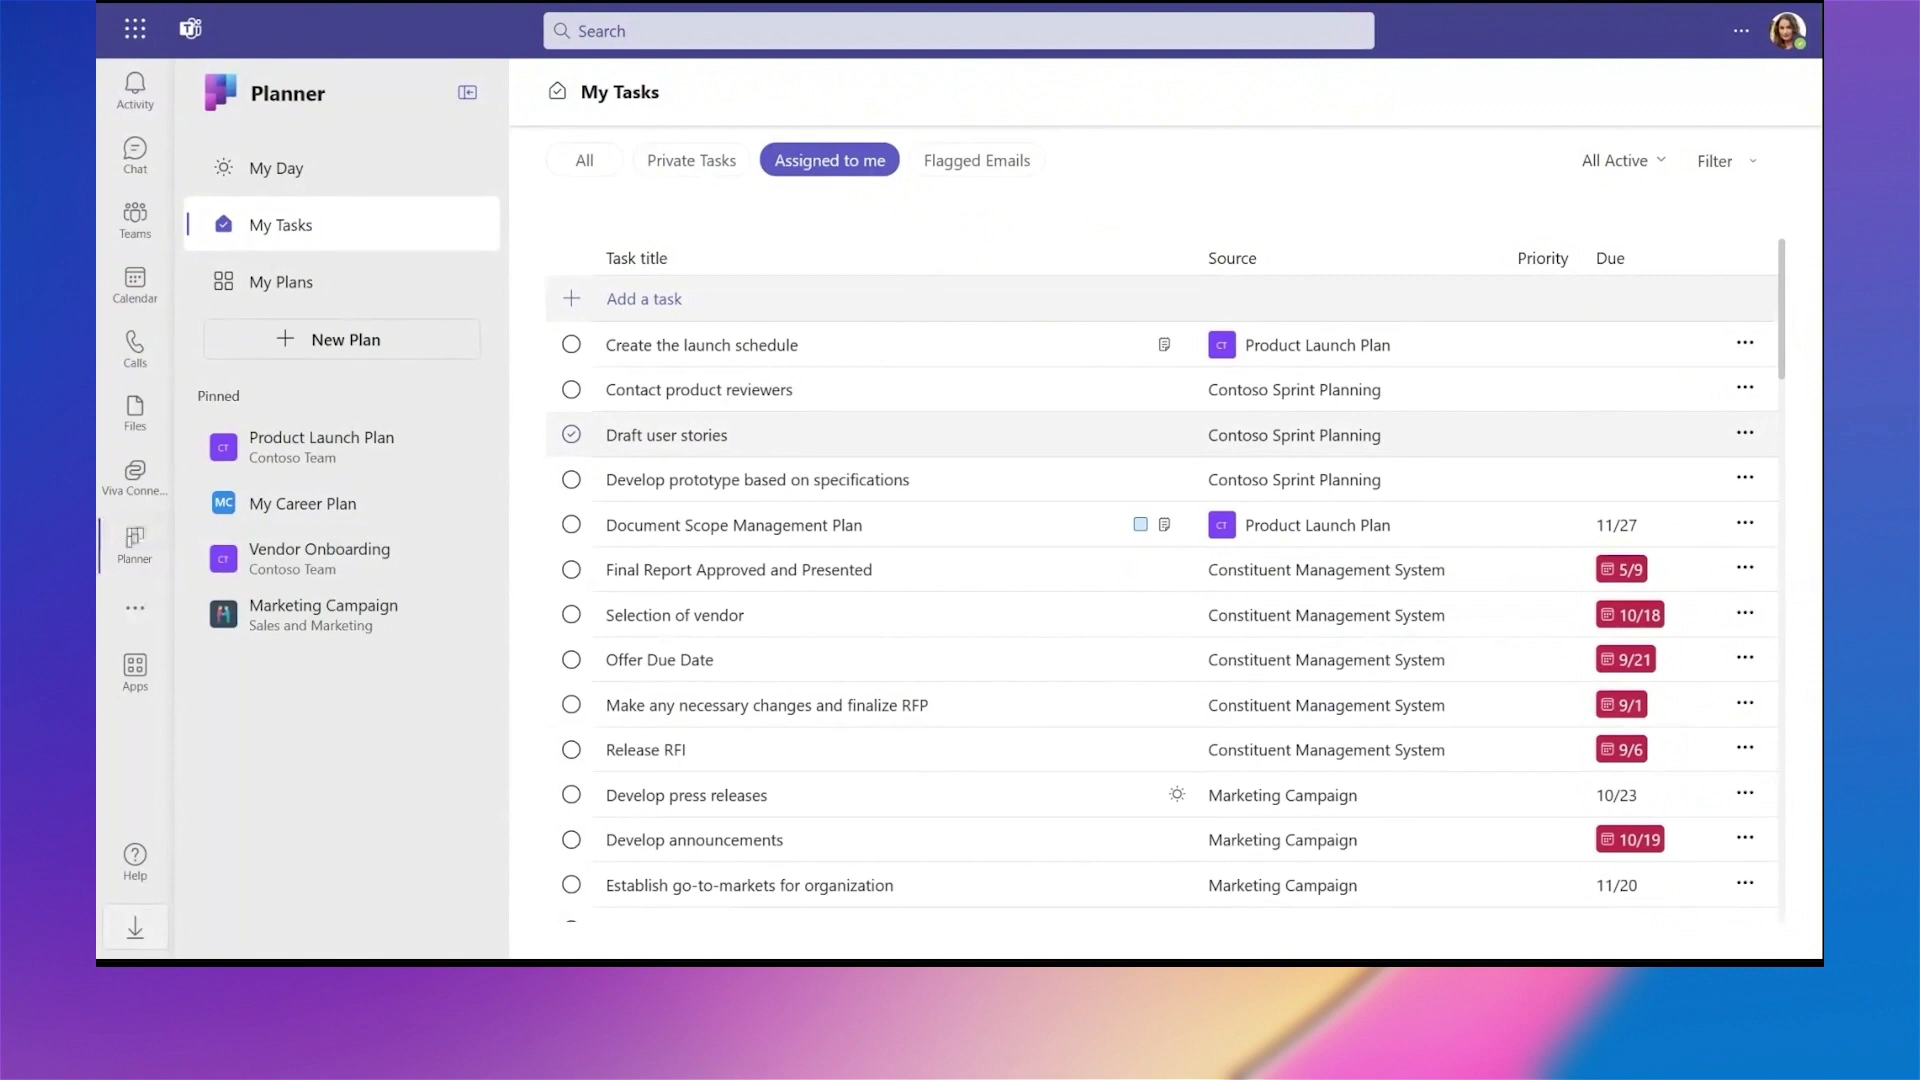 Search
Activity
Chat
Teams
Calendar
Calls
Files
Viva Conne...
Planner
Apps
Help
Planner
My Day
My Tasks
My Plans
New Plan
Pinned
CT Product Launch Plan
Contoso Team
MC My Career Plan
CT Vendor Onboarding
Contoso Team
Marketing Campaign
Sales and Marketing
My Tasks
All Private Tasks Assigned to me Flagged Emails All Active Filter
Task title Source Priority Due
Add a task
Create the launch schedule CT Product Launch Plan
Contact product reviewers Contoso Sprint Planning
Draft user stories Contoso Sprint Planning
Develop prototype based on specifications Contoso Sprint Planning
Document Scope Management Plan CT Product Launch Plan 11/27
Final Report Approved and Presented Constituent Management System 5/9
Selection of vendor Constituent Management System 10/18
Offer Due Date Constituent Management System 9/21
Make any necessary changes and finalize RFP Constituent Management System 9/1
Release RFI Constituent Management System 9/6
Develop press releases Marketing Campaign 10/23
Develop announcements Marketing Campaign 10/19
Establish go-to-markets for organization Marketing Campaign 11/20